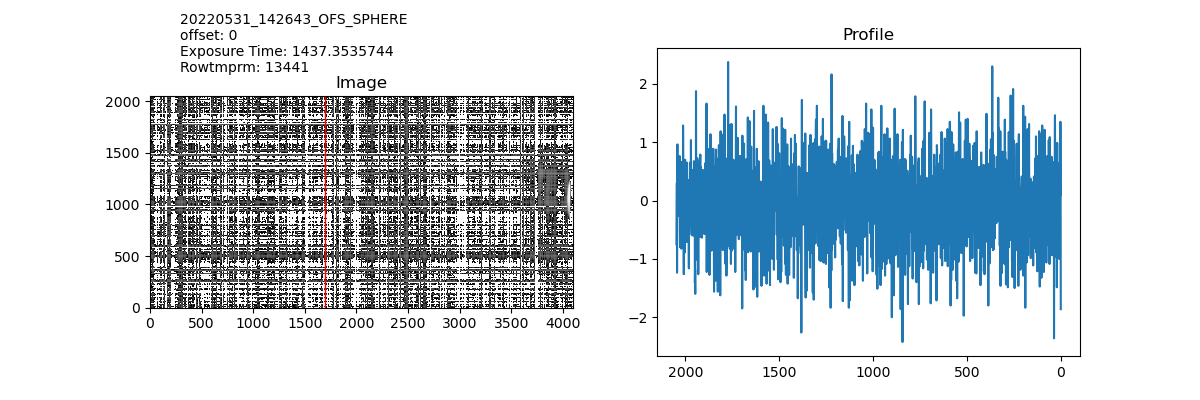 20220531_142643_OFS_SPHERE
offset: 0
Exposure Time: 1437.3535744
Rowtmprm: 13441
Image
2000
1500
1000
500
0
0 500 1000 1500 2000 2500 3000 3500 4000
Profile
2
1
0
−1
−2
2000 1500 1000 500 0